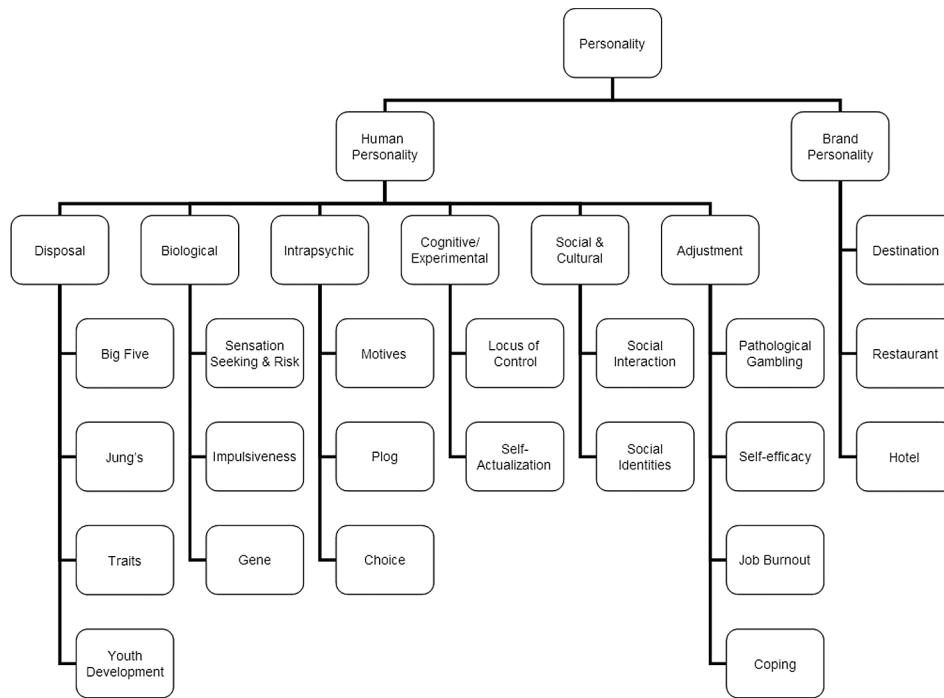 Personality
Human
Personality
Brand
Personality
Disposal
Biological
Intrapsychic
Cognitive/
Experimental
Social &
Cultural
Adjustment
Destination
Big Five
Sensation
Seeking & Risk
Motives
Locus of
Control
Social
Interaction
Pathological
Gambling
Restaurant
Jung's
Impulsiveness
Plog
Self-
Actualization
Social
Identities
Self-efficacy
Hotel
Traits
Gene
Choice
Job Burnout
Youth
Development
Coping